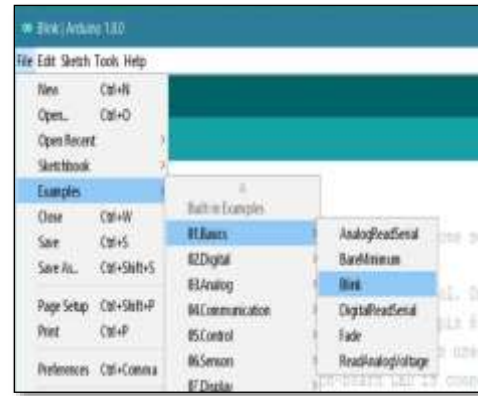 Blink | Arduino 1.8.0
File Edit Sketch Tools Help
New Ctrl+N
Open... Ctrl+O
Open Recent
Sketchbook
Examples
Close Ctrl+W
Save Ctrl+S
Save As... Ctrl+Shift+S
Page Setup Ctrl+Shift+P
Print Ctrl+P
Preferences Ctrl+Comma
Built-in Examples
01.Basics
02.Digital
03.Analog
04.Communication
05.Control
06.Sensors
07.Display
AnalogReadSerial
BareMinimum
Blink
DigitalReadSerial
Fade
ReadAnalogVoltage